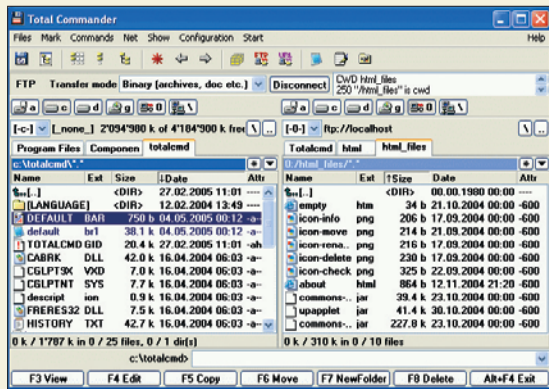 Total Commander
Files Mark Commands Net Show Configuration Start Help
FTP Transfer mode Binary (archives, doc etc.) Disconnect CWD html_files
250 "/html_files" is cwd
a c d g 0 \ a c d g 0 \
[-c-] [_none_] 2'094'900 k of 4'184'900 k free \ .. [-0-] ftp://localhost \ ..
Program Files Componen totalcmd Totalcmd html html_files
c:\totalcmd\*.* * ▼ 0:/html_files/*.* * ▼
Name Ext Size ↓Date Attr Name Ext ↑Size Date Attr
[..] <DIR> 27.02.2005 11:01 ---- [..] <DIR> 00.00.1980 00:00 ----
[LANGUAGE] <DIR> 12.02.2004 13:49 ---- empty htm 34 b 21.10.2004 00:00 -600
DEFAULT BAR 750 b 04.05.2005 00:12 -a-- icon-info png 206 b 17.09.2004 00:00 -600
default br1 38.1 k 04.05.2005 00:12 -a-- icon-move png 214 b 21.09.2004 00:00 -600
TOTALCMD GID 20.4 k 27.02.2005 11:01 -ah icon-rena.. png 216 b 17.09.2004 00:00 -600
CABRK DLL 42.0 k 16.04.2004 06:03 -a-- icon-delete png 230 b 17.09.2004 00:00 -600
CGLPT9X VXD 7.0 k 16.04.2004 06:03 -a-- icon-check png 325 b 22.09.2004 00:00 -600
CGLPTNT SYS 7.7 k 16.04.2004 06:03 -a-- about html 864 b 12.11.2004 21:20 -600
descript ion 0.9 k 16.04.2004 06:03 -a-- commons-.. jar 39.4 k 23.10.2004 00:00 -600
FRERES32 DLL 7.5 k 16.04.2004 06:03 -a-- upapplet jar 41.4 k 30.10.2004 00:00 -600
HISTORY TXT 42.7 k 16.04.2004 06:03 -a-- commons-.. jar 227.8 k 23.10.2004 00:00 -600
0 k / 1'787 k in 0 / 25 files, 0 / 1 dir(s) 0 k / 310 k in 0 / 10 files
c:\totalcmd>
F3 View F4 Edit F5 Copy F6 Move F7 NewFolder F8 Delete Alt+F4 Exit